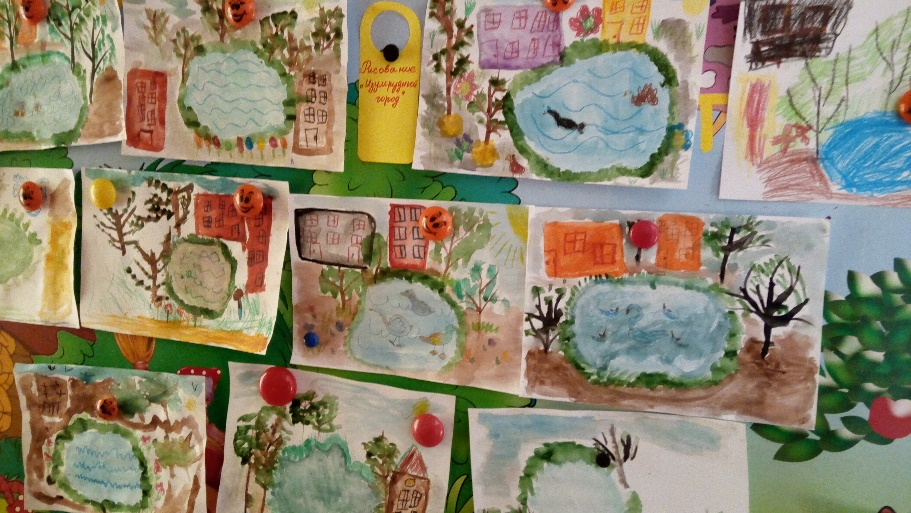 Рисование
"Изумрудный
город"